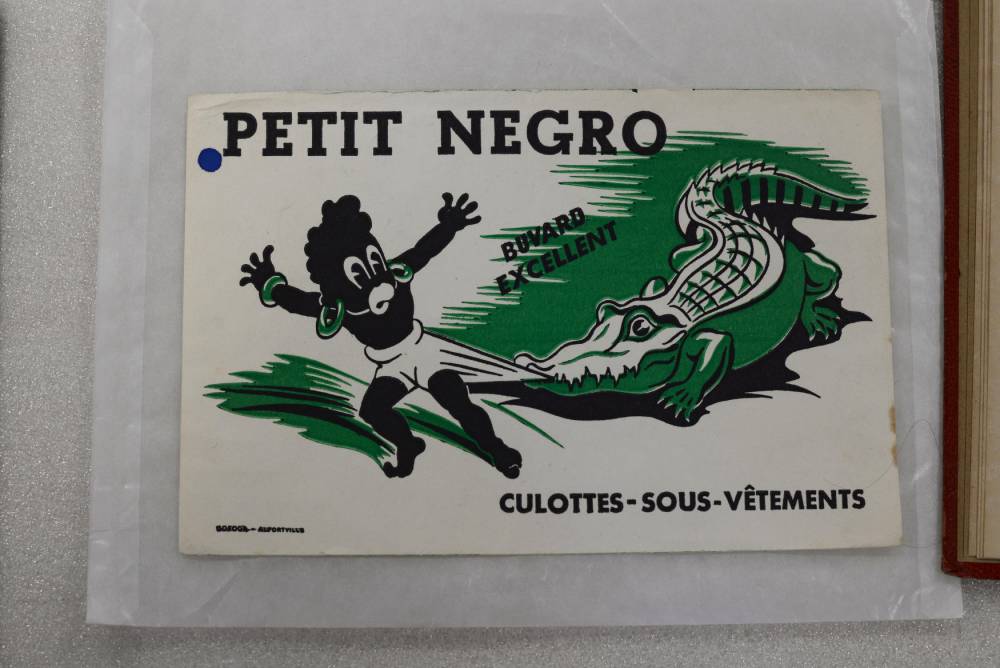 PETIT NEGRO
BUVARD
EXCELLENT
CULOTTES-SOUS-VÊTEMENTS